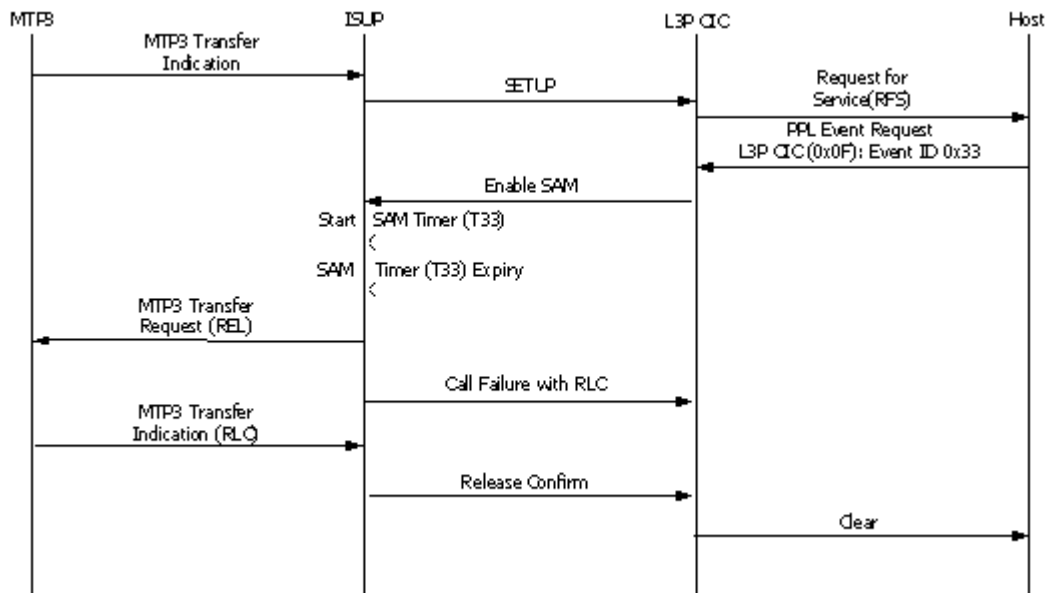 MTP3 ISUP L3P CIC Host
MTP3 Transfer
Indication
SETUP
Request for
Service(RFS)
PPL Event Request
L3P CIC(0x0F): Event ID 0x33
Enable SAM
Start SAM Timer (T33)
SAM Timer (T33) Expiry
MTP3 Transfer
Request (REL)
Call Failure with RLC
MTP3 Transfer
Indication (RLC)
Release Confirm
Clear